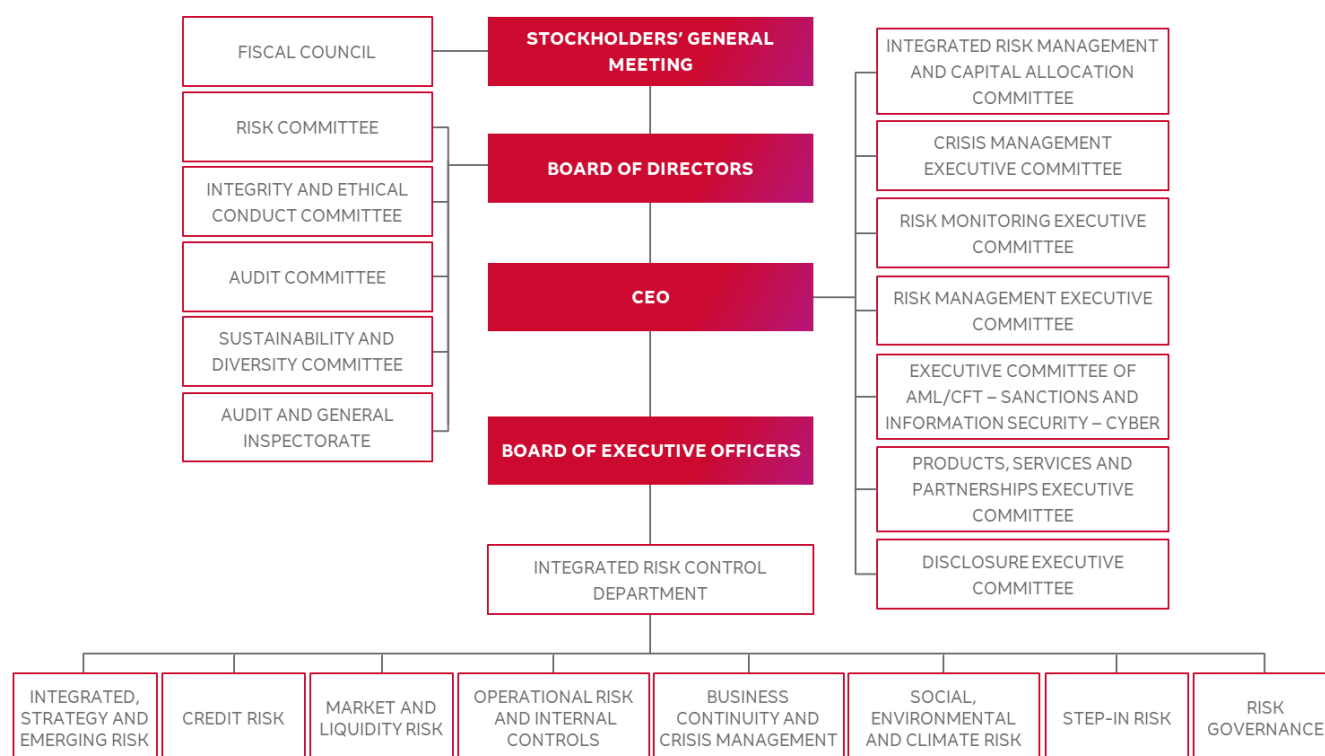 FISCAL COUNCIL
STOCKHOLDERS' GENERAL
MEETING
RISK COMMITTEE
INTEGRITY AND ETHICAL
CONDUCT COMMITTEE
AUDIT COMMITTEE
SUSTAINABILITY AND
DIVERSITY COMMITTEE
AUDIT AND GENERAL
INSPECTORATE
BOARD OF DIRECTORS
CEO
BOARD OF EXECUTIVE OFFICERS
INTEGRATED RISK MANAGEMENT
AND CAPITAL ALLOCATION
COMMITTEE
CRISIS MANAGEMENT
EXECUTIVE COMMITTEE
RISK MONITORING EXECUTIVE
COMMITTEE
RISK MANAGEMENT EXECUTIVE
COMMITTEE
EXECUTIVE COMMITTEE OF
AML/CFT – SANCTIONS AND
INFORMATION SECURITY – CYBER
PRODUCTS, SERVICES AND
PARTNERSHIPS EXECUTIVE
COMMITTEE
DISCLOSURE EXECUTIVE
COMMITTEE
INTEGRATED RISK CONTROL
DEPARTMENT
INTEGRATED,
STRATEGY AND
EMERGING RISK
CREDIT RISK
MARKET AND
LIQUIDITY RISK
OPERATIONAL RISK
AND INTERNAL
CONTROLS
BUSINESS
CONTINUITY AND
CRISIS MANAGEMENT
SOCIAL,
ENVIRONMENTAL
AND CLIMATE RISK
STEP-IN RISK
RISK
GOVERNANCE